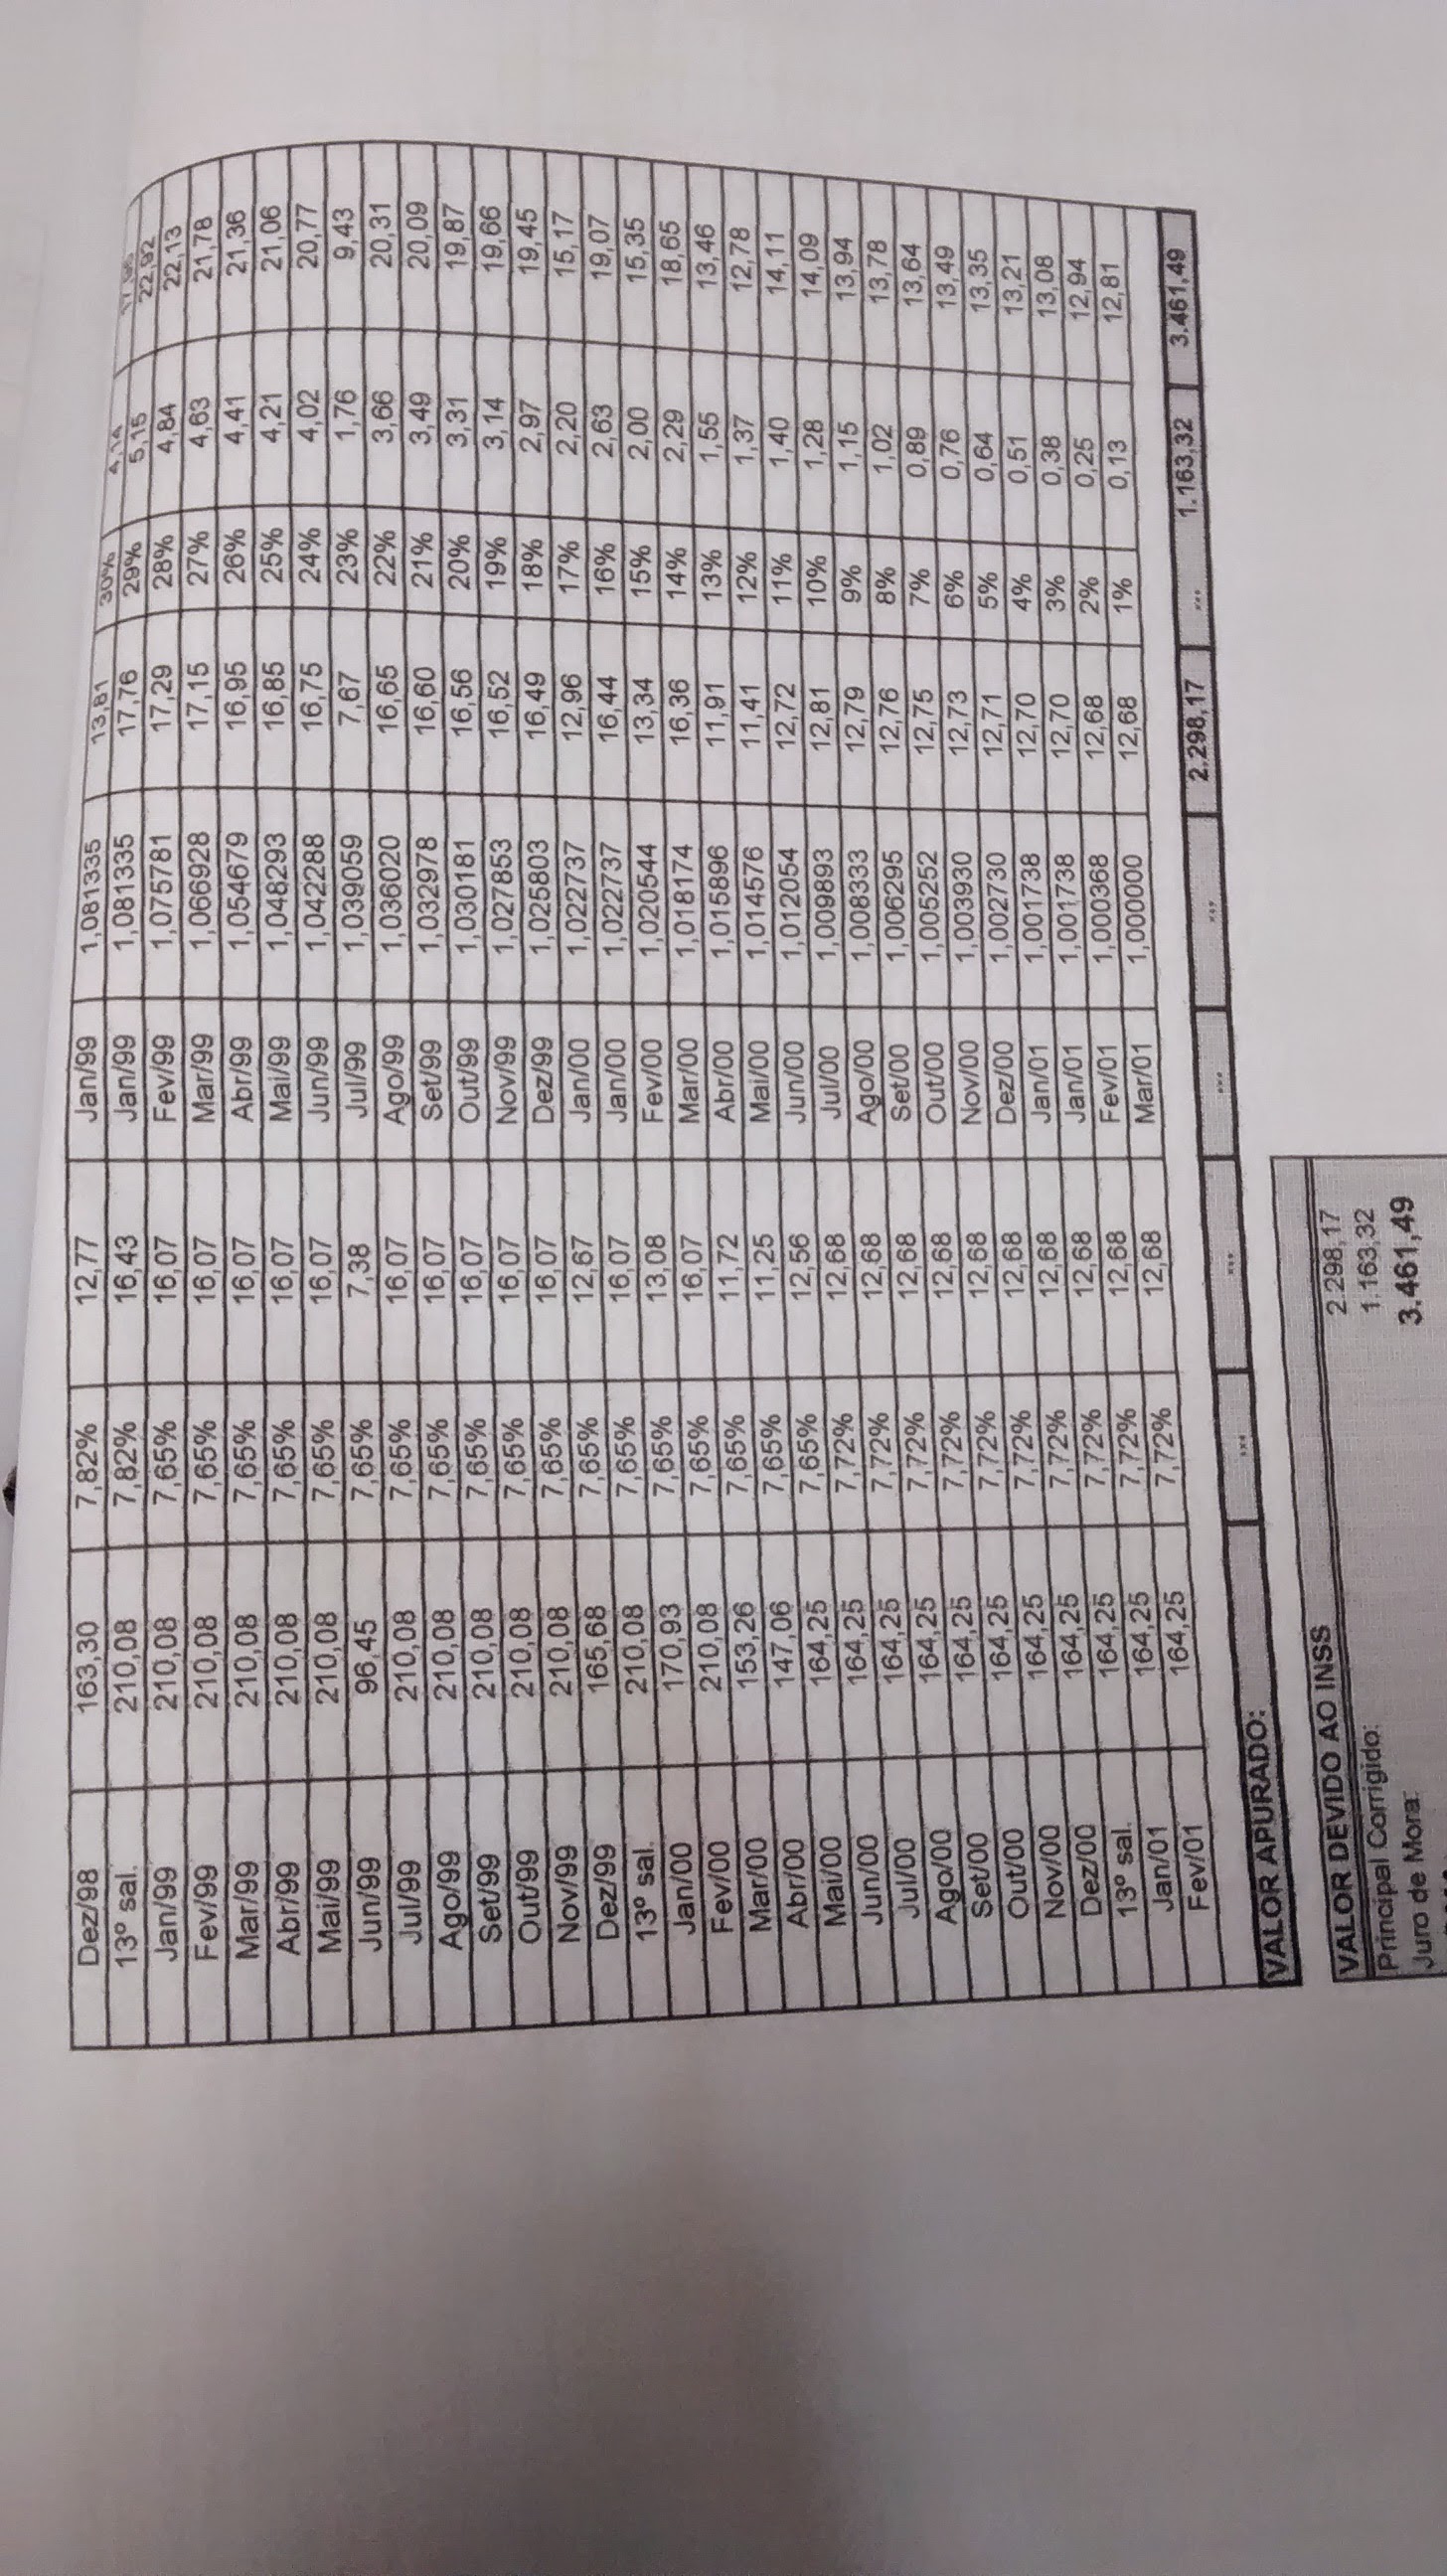 Dez/98 163,30 7,82% 12,77 Jan/99 1,081335 13,81 30% 4,14 17,95
13º sal. 210,08 7,82% 16,43 Jan/99 1,081335 17,76 29% 5,15 22,92
Jan/99 210,08 7,65% 16,07 Fev/99 1,075781 17,29 28% 4,84 22,13
Fev/99 210,08 7,65% 16,07 Mar/99 1,066928 17,15 27% 4,63 21,78
Mar/99 210,08 7,65% 16,07 Abr/99 1,054679 16,95 26% 4,41 21,36
Abr/99 210,08 7,65% 16,07 Mai/99 1,048293 16,85 25% 4,21 21,06
Mai/99 210,08 7,65% 16,07 Jun/99 1,042288 16,75 24% 4,02 20,77
Jun/99 96,45 7,65% 7,38 Jul/99 1,039059 7,67 23% 1,76 9,43
Jul/99 210,08 7,65% 16,07 Ago/99 1,036020 16,65 22% 3,66 20,31
Ago/99 210,08 7,65% 16,07 Set/99 1,032978 16,60 21% 3,49 20,09
Set/99 210,08 7,65% 16,07 Out/99 1,030181 16,56 20% 3,31 19,87
Out/99 210,08 7,65% 16,07 Nov/99 1,027853 16,52 19% 3,14 19,66
Nov/99 210,08 7,65% 16,07 Dez/99 1,025803 16,49 18% 2,97 19,45
Dez/99 165,68 7,65% 12,67 Jan/00 1,022737 12,96 17% 2,20 15,17
13º sal. 210,08 7,65% 16,07 Jan/00 1,022737 16,44 16% 2,63 19,07
Jan/00 170,93 7,65% 13,08 Fev/00 1,020544 13,34 15% 2,00 15,35
Fev/00 210,08 7,65% 16,07 Mar/00 1,018174 16,36 14% 2,29 18,65
Mar/00 153,26 7,65% 11,72 Abr/00 1,015896 11,91 13% 1,55 13,46
Abr/00 147,06 7,65% 11,25 Mai/00 1,014576 11,41 12% 1,37 12,78
Mai/00 164,25 7,65% 12,56 Jun/00 1,012054 12,72 11% 1,40 14,11
Jun/00 164,25 7,72% 12,68 Jul/00 1,009893 12,81 10% 1,28 14,09
Jul/00 164,25 7,72% 12,68 Ago/00 1,008333 12,79 9% 1,15 13,94
Ago/00 164,25 7,72% 12,68 Set/00 1,006295 12,76 8% 1,02 13,78
Set/00 164,25 7,72% 12,68 Out/00 1,005252 12,75 7% 0,89 13,64
Out/00 164,25 7,72% 12,68 Nov/00 1,003930 12,73 6% 0,76 13,49
Nov/00 164,25 7,72% 12,68 Dez/00 1,002730 12,71 5% 0,64 13,35
Dez/00 164,25 7,72% 12,68 Jan/01 1,001738 12,70 4% 0,51 13,21
13º sal. 164,25 7,72% 12,68 Jan/01 1,001738 12,70 3% 0,38 13,08
Jan/01 164,25 7,72% 12,68 Fev/01 1,000368 12,68 2% 0,25 12,94
Fev/01 164,25 7,72% 12,68 Mar/01 1,000000 12,68 1% 0,13 12,81
VALOR APURADO: ... ... ... ... 2.298,17 ... 1.163,32 3.461,49
VALOR DEVIDO AO INSS
Principal Corrigido: 2.298,17
Juro de Mora: 1.163,32
3.461,49